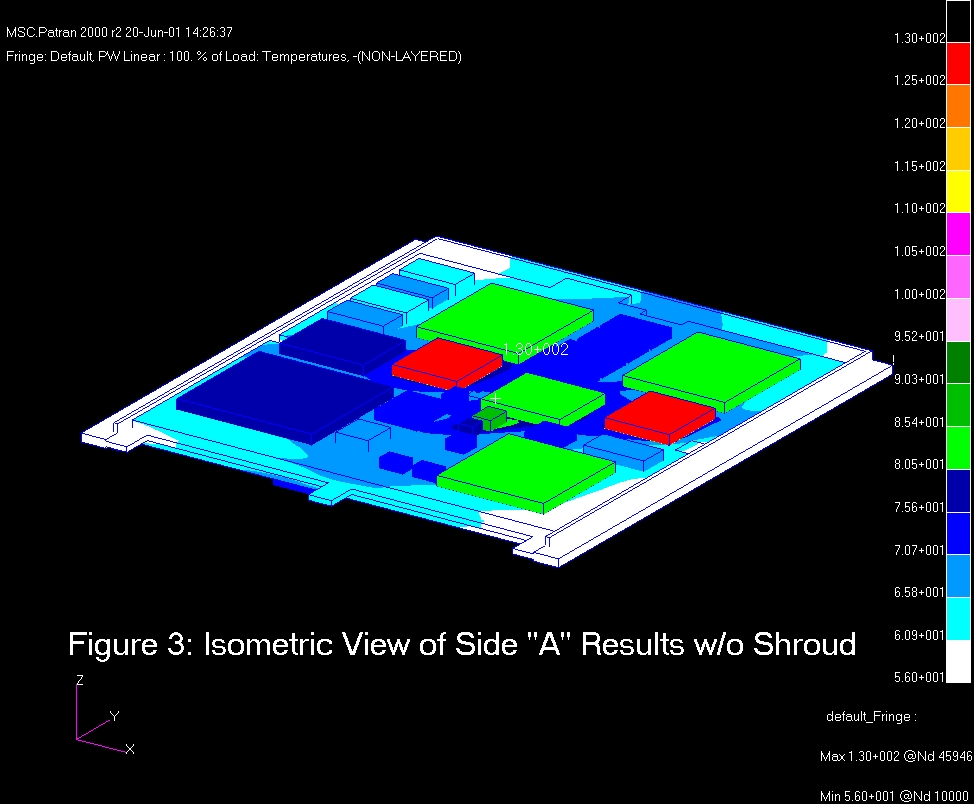 MSC.Patran 2000 r2 20-Jun-01 14:26:37
Fringe: Default, PW Linear : 100. % of Load: Temperatures, -(NON-LAYERED)
1.30+002
1.25+002
1.20+002
1.15+002
1.10+002
1.05+002
1.00+002
9.52+001
9.03+001
8.54+001
8.05+001
7.56+001
7.07+001
6.58+001
6.09+001
5.60+001
1.30+002
Figure 3: Isometric View of Side "A" Results w/o Shroud
Z
Y
X
default_Fringe :
Max 1.30+002 @Nd 45946
Min 5.60+001 @Nd 10000